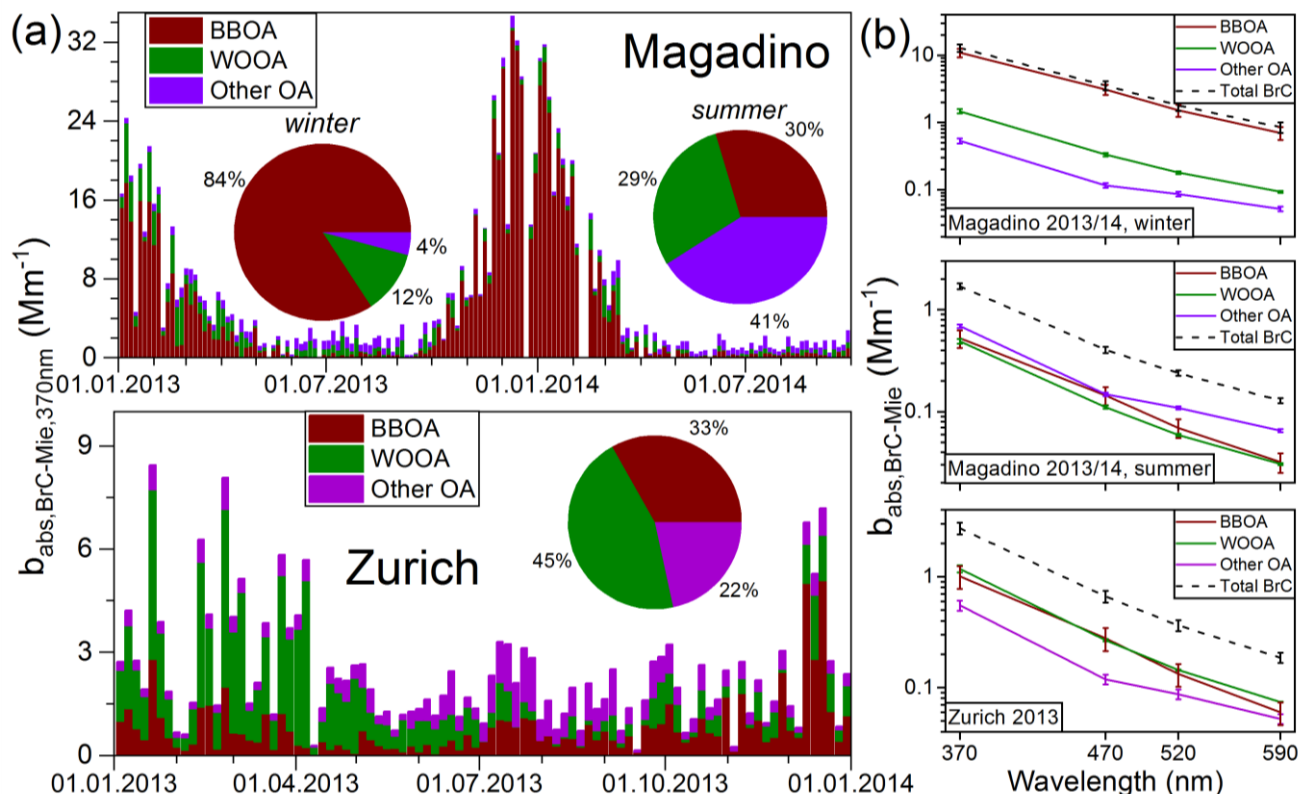 (a)
BBOA
WOOA
Other OA
Magadino
winter
84%
4%
12%
summer
30%
29%
41%
32
24
16
8
0
01.01.2013
01.07.2013
01.01.2014
01.07.2014
b_abs,BrC-Mie,370nm (Mm⁻¹)
BBOA
WOOA
Other OA
Zurich
33%
45%
22%
9
6
3
0
01.01.2013
01.04.2013
01.07.2013
01.10.2013
01.01.2014
(b)
BBOA
WOOA
Other OA
Total BrC
10
1
0.1
Magadino 2013/14, winter
b_abs,BrC-Mie (Mm⁻¹)
BBOA
WOOA
Other OA
Total BrC
1
0.1
Magadino 2013/14, summer
BBOA
WOOA
Other OA
Total BrC
1
0.1
Zurich 2013
370
470
520
590
Wavelength (nm)